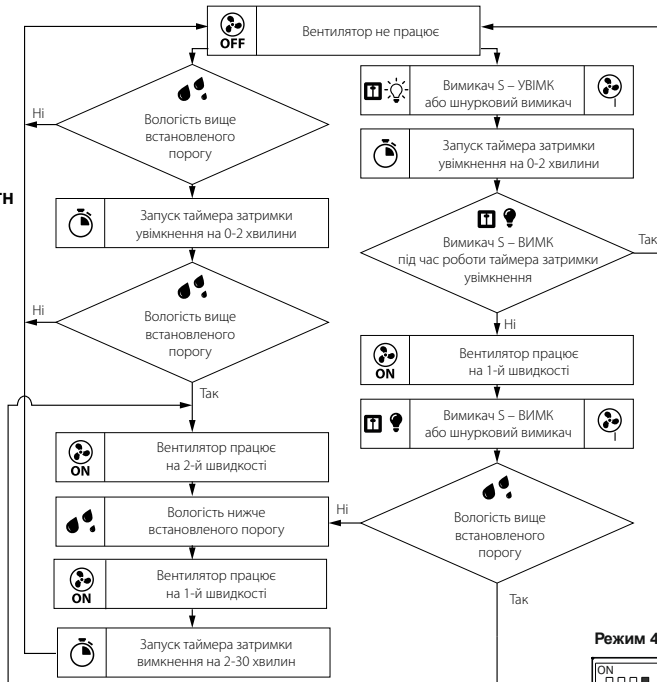 OFF
Вентилятор не працює
Ні
Вологість вище
встановленого
порогу
ТН
Запуск таймера затримки
увімкнення на 0-2 хвилини
Ні
Вологість вище
встановленого
порогу
Так
ON
Вентилятор працює
на 2-й швидкості
Вологість нижче
встановленого порогу
ON
Вентилятор працює
на 1-й швидкості
Запуск таймера затримки
вимкнення на 2-30 хвилин
Вимикач S – УВІМК
або шнурковий вимикач
Запуск таймера затримки
увімкнення на 0-2 хвилини
Вимикач S – ВИМК
під час роботи таймера затримки
увімкнення
Так
Ні
ON
Вентилятор працює
на 1-й швидкості
Вимикач S – ВИМК
або шнурковий вимикач
Ні
Вологість вище
встановленого
порогу
Так
Режим 4
ON